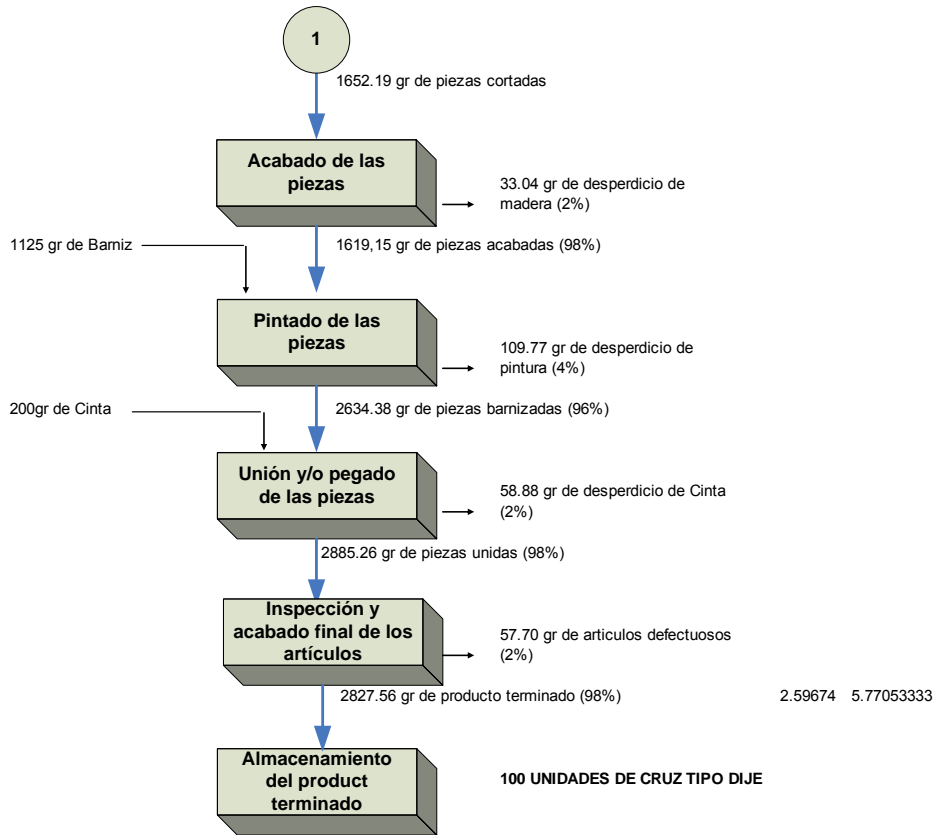 1
1652.19 gr de piezas cortadas
Acabado de las
piezas
33.04 gr de desperdicio de
madera (2%)
1125 gr de Barniz
1619,15 gr de piezas acabadas (98%)
Pintado de las
piezas
109.77 gr de desperdicio de
pintura (4%)
200gr de Cinta
2634.38 gr de piezas barnizadas (96%)
Unión y/o pegado
de las piezas
58.88 gr de desperdicio de Cinta
(2%)
2885.26 gr de piezas unidas (98%)
Inspección y
acabado final de los
artículos
57.70 gr de articulos defectuosos
(2%)
2827.56 gr de producto terminado (98%)
2.59674 5.77053333
Almacenamiento
del product
terminado
100 UNIDADES DE CRUZ TIPO DIJE